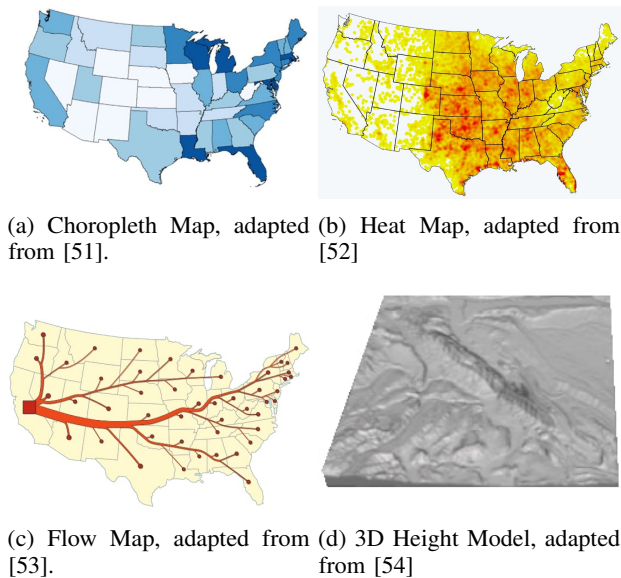 (a) Choropleth Map, adapted from [51].
(b) Heat Map, adapted from [52]
(c) Flow Map, adapted from [53].
(d) 3D Height Model, adapted from [54]